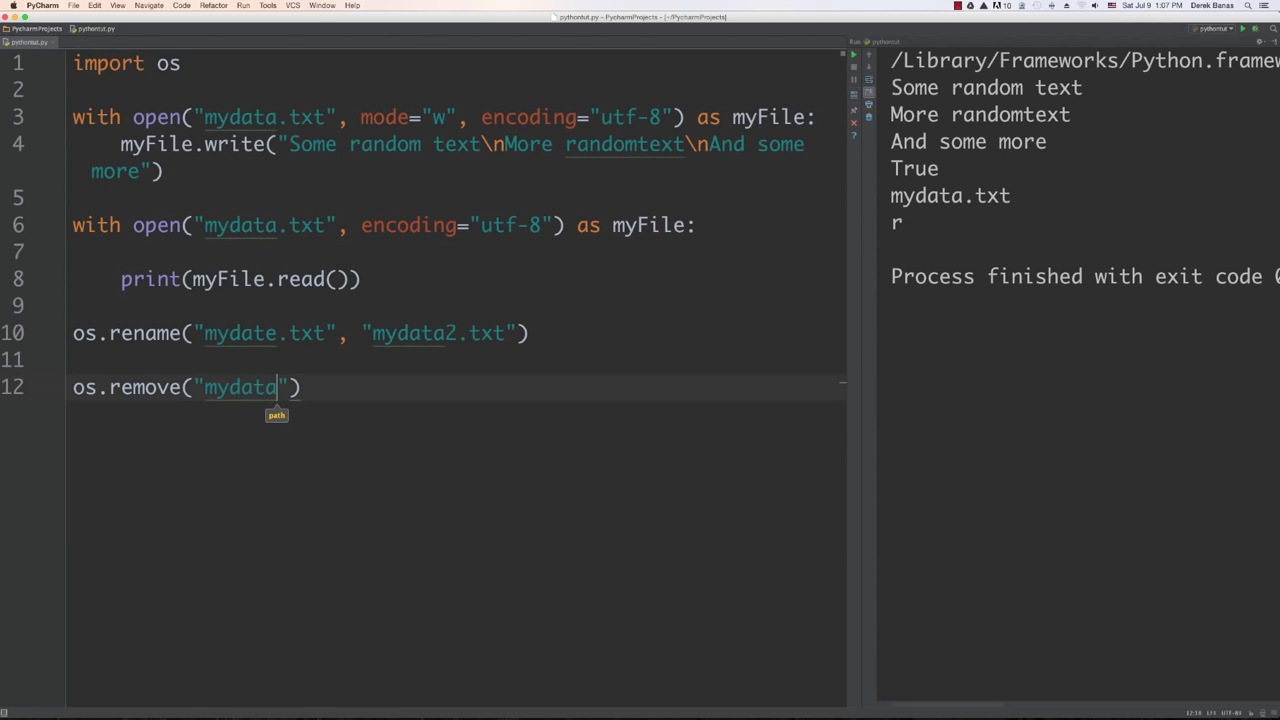 PyCharm File Edit View Navigate Code Refactor Run Tools VCS Window Help 10 Sat Jul 9 1:07 PM Derek Banas
pythontut.py - PycharmProjects - [~/PycharmProjects]
PycharmProjects pythontut.py pythontut
pythontut.py
Run: pythontut
1 import os
2
3 with open("mydata.txt", mode="w", encoding="utf-8") as myFile:
4 myFile.write("Some random text\nMore randomtext\nAnd some
more")
5
6 with open("mydata.txt", encoding="utf-8") as myFile:
7
8 print(myFile.read())
9
10 os.rename("mydate.txt", "mydata2.txt")
11
12 os.remove("mydata")
path
/Library/Frameworks/Python.framew
Some random text
More randomtext
And some more
True
mydata.txt
r
Process finished with exit code 0
12:18 LF≑ UTF-8≑